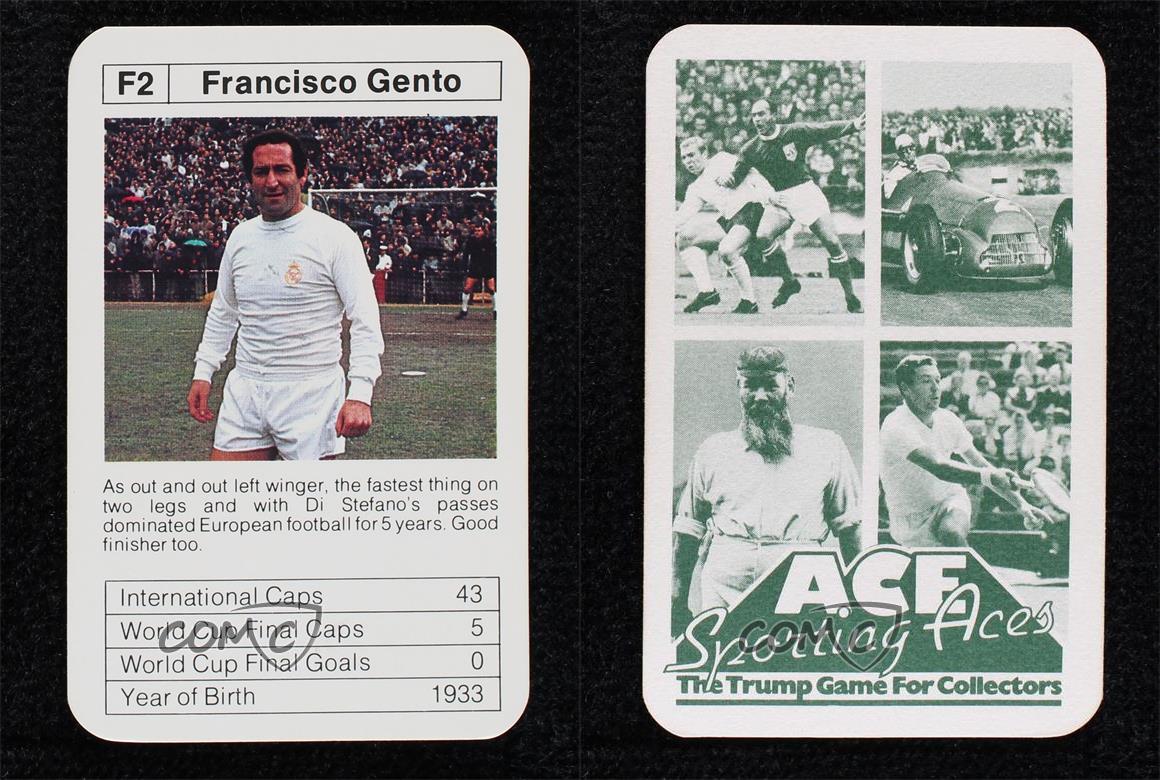 F2 Francisco Gento
As out and out left winger, the fastest thing on
two legs and with Di Stefano's passes
dominated European football for 5 years. Good
finisher too.
International Caps 43
World Cup Final Caps 5
World Cup Final Goals 0
Year of Birth 1933
COMC
ACE
Sporting Aces
COMC
The Trump Game For Collectors